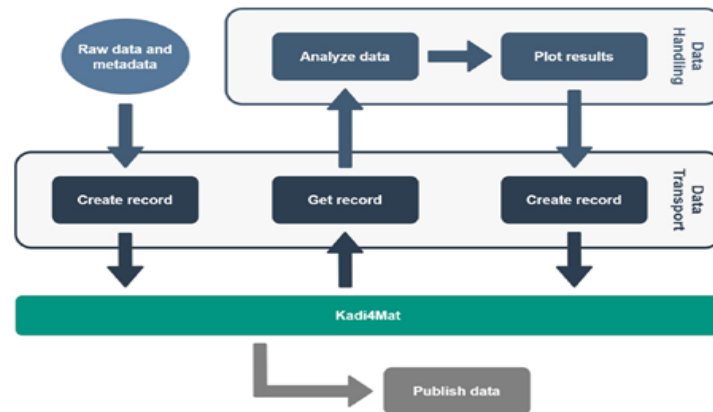 Raw data and
metadata
Analyze data
Plot results
Data
Handling
Create record
Get record
Create record
Data
Transport
Kadi4Mat
Publish data